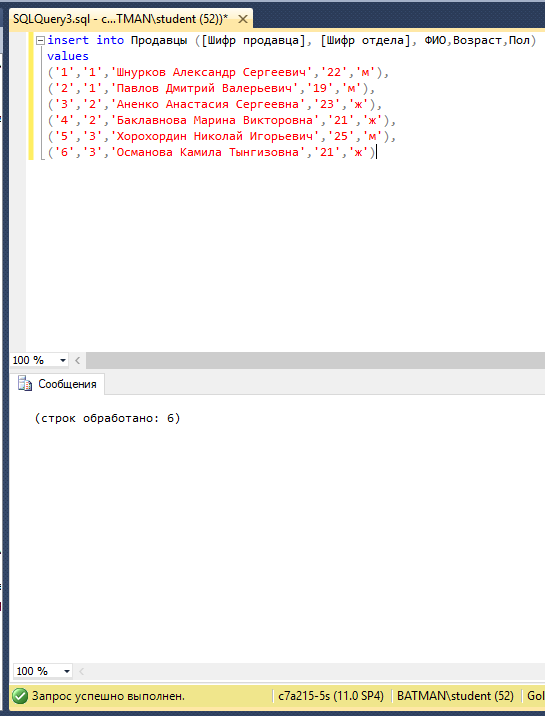 SQLQuery3.sql - c...TMAN\student (52))*
insert into Продавцы ([Шифр продавца], [Шифр отдела], ФИО,Возраст,Пол)
values
('1','1','Шнурков Александр Сергеевич','22','м'),
('2','1','Павлов Дмитрий Валерьевич','19','м'),
('3','2','Аненко Анастасия Сергеевна','23','ж'),
('4','2','Баклавнова Марина Викторовна','21','ж'),
('5','3','Хорохордин Николай Игорьевич','25','м'),
('6','3','Османова Камила Тынгизовна','21','ж')
100 %
Сообщения
(строк обработано: 6)
100 %
Запрос успешно выполнен.
c7a215-5s (11.0 SP4)
BATMAN\student (52)
Gol